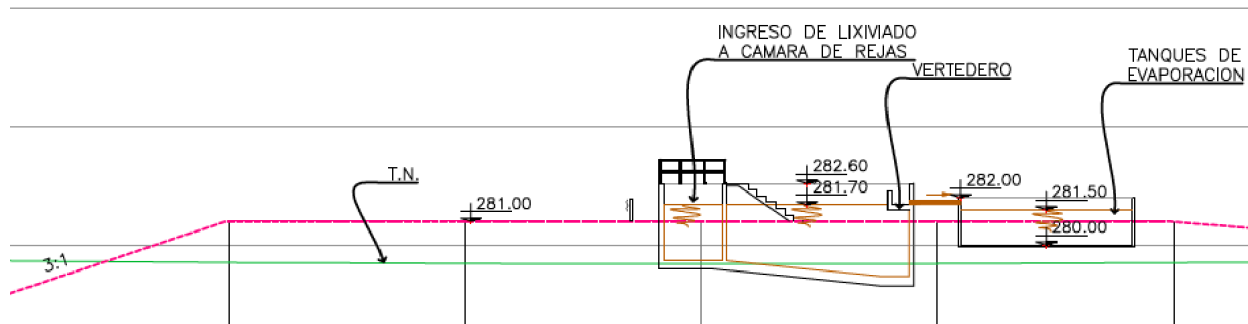 INGRESO DE LIXIVIADO
A CAMARA DE REJAS
VERTEDERO
TANQUES DE
EVAPORACION
T.N.
282.60
281.70
282.00
281.50
281.00
280.00
3:1